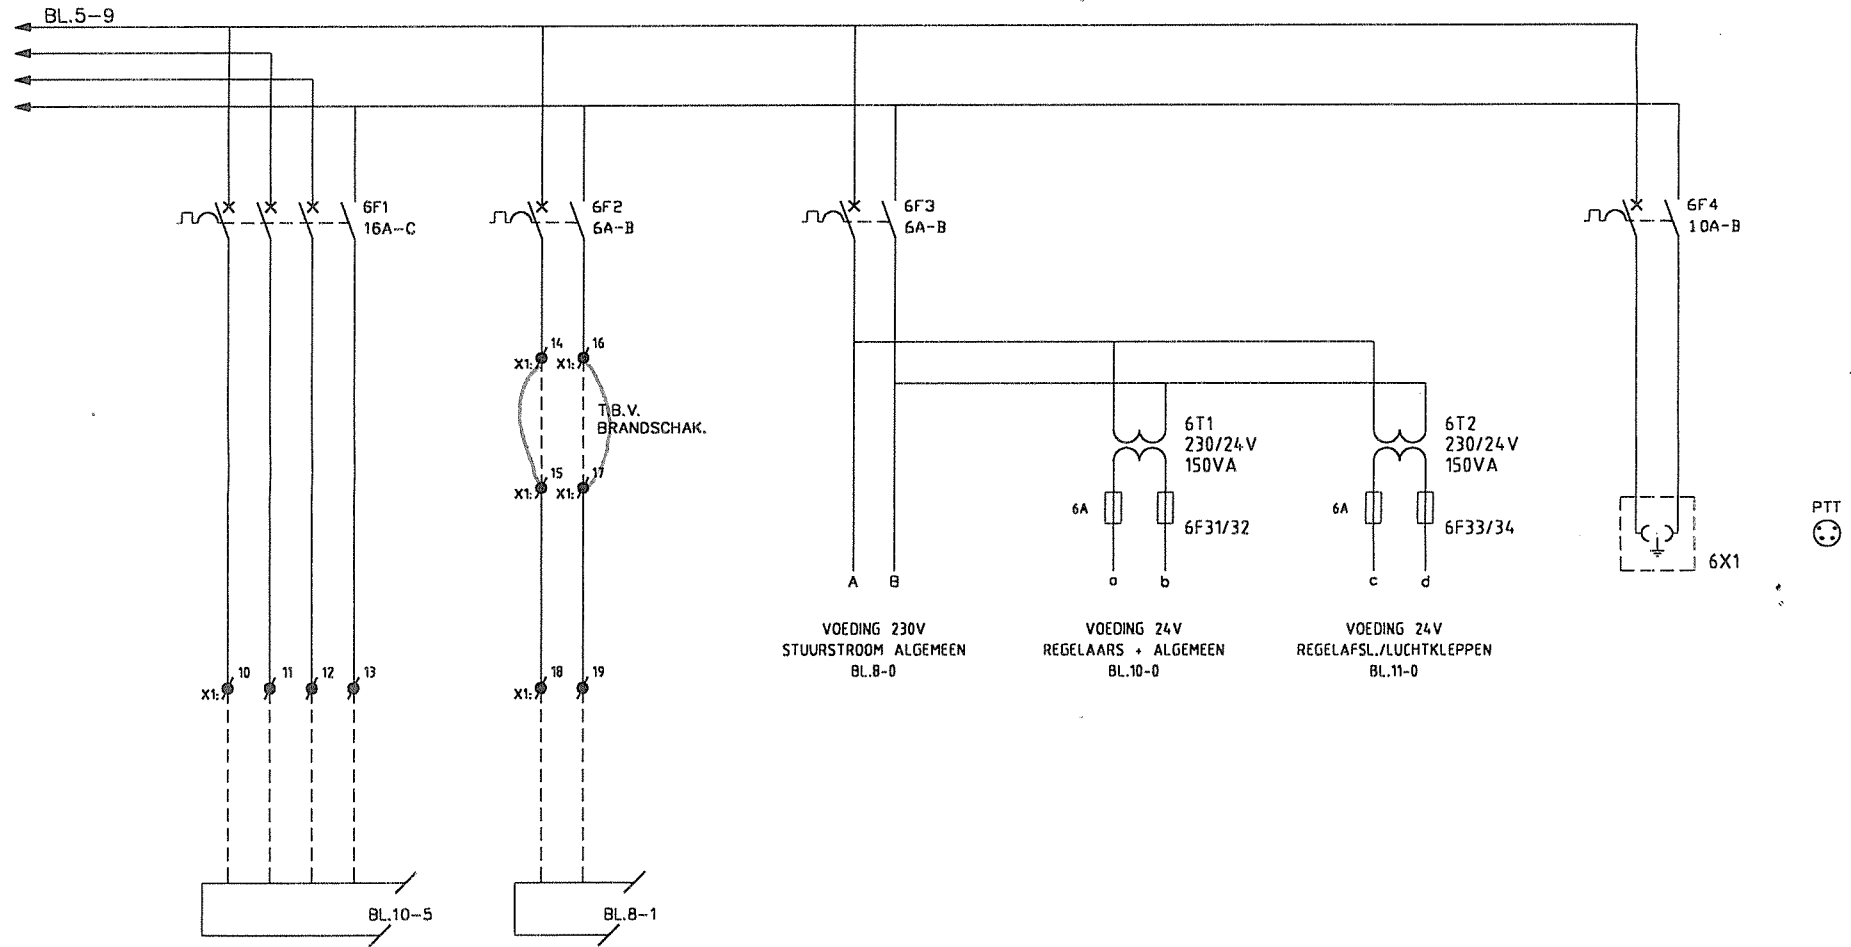 BL.5-9
6F1
16A-C
6F2
6A-B
6F3
6A-B
6F4
10A-B
X1: 14
X1: 16
T.B.V.
BRANDSCHAK.
X1: 15
X1: 17
6T1
230/24V
150VA
6T2
230/24V
150VA
6A
6F31/32
6A
6F33/34
PTT
6X1
A
B
a
b
c
d
VOEDING 230V
STUURSTROOM ALGEMEEN
BL.8-0
VOEDING 24V
REGELAARS + ALGEMEEN
BL.10-0
VOEDING 24V
REGELAFSL./LUCHTKLEPPEN
BL.11-0
X1: 10
11
12
13
X1: 18
19
BL.10-5
BL.8-1